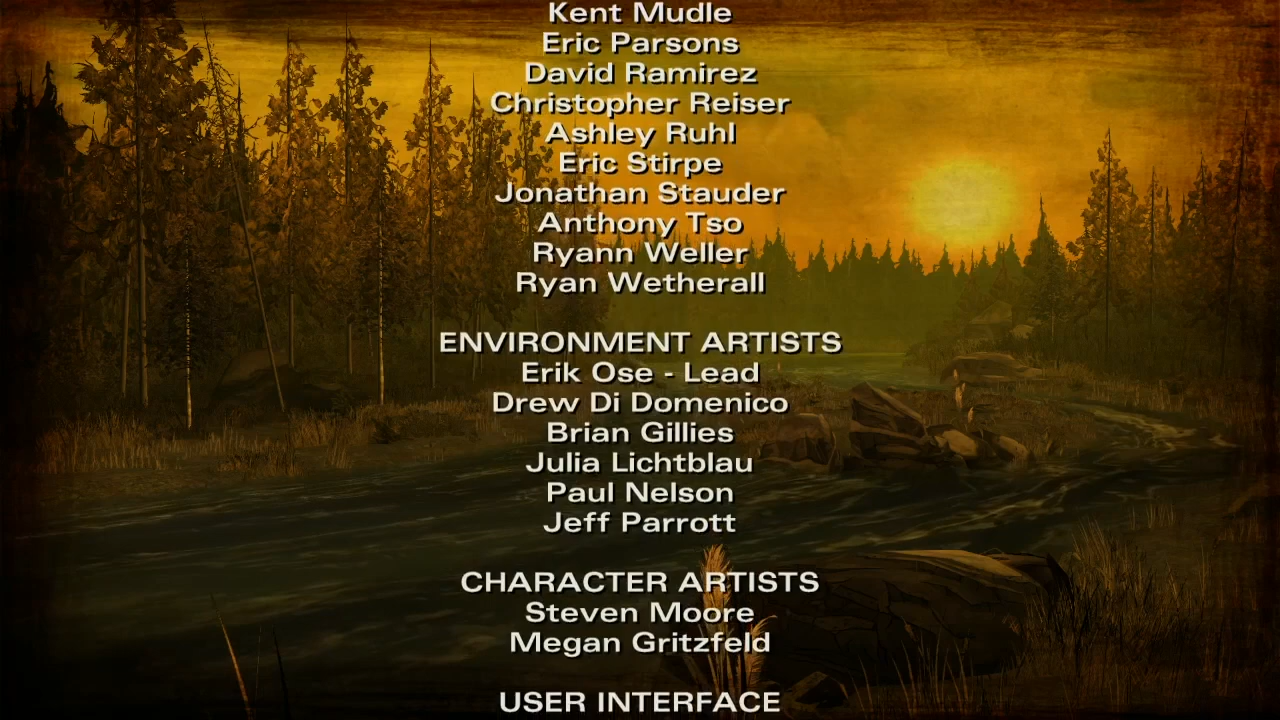 Kent Mudle
Eric Parsons
David Ramirez
Christopher Reiser
Ashley Ruhl
Eric Stirpe
Jonathan Stauder
Anthony Tso
Ryann Weller
Ryan Wetherall
ENVIRONMENT ARTISTS
Erik Ose - Lead
Drew Di Domenico
Brian Gillies
Julia Lichtblau
Paul Nelson
Jeff Parrott
CHARACTER ARTISTS
Steven Moore
Megan Gritzfeld
USER INTERFACE